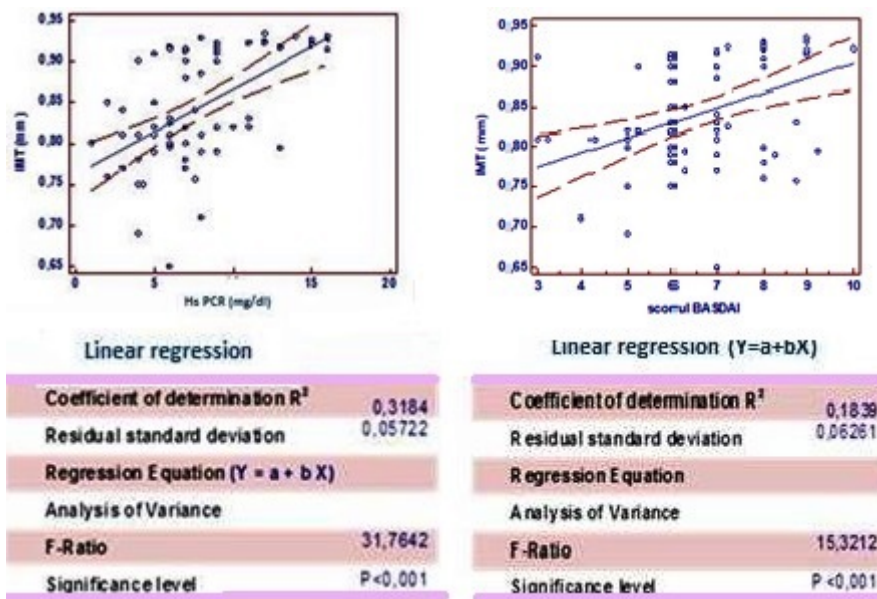 0,95
0,90
0,85
0,80
0,75
0,70
0,65
IMT (mm)
0
5
10
15
20
Hs PCR (mg/dl)
0,95
0,90
0,85
0,80
0,75
0,70
0,65
IMT (mm)
3
4
5
6
7
8
9
10
scorul BASDAI
Linear regression
Coefficient of determination R²
0,3184
Residual standard deviation
0,05722
Regression Equation (Y = a + b X)
Analysis of Variance
F-Ratio
31,7642
Significance level
P<0,001
Linear regression (Y=a+bX)
Coefficient of determination R²
0,1839
Residual standard deviation
0,06261
Regression Equation
Analysis of Variance
F-Ratio
15,3212
Significance level
P <0,001